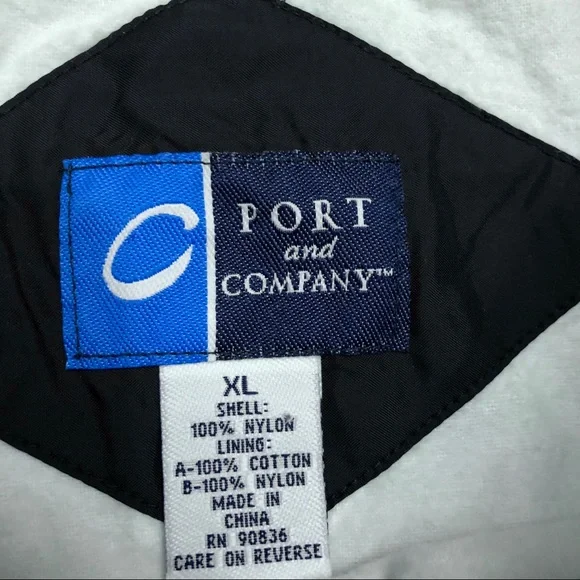 C
PORT
and
COMPANY™
XL
SHELL:
100% NYLON
LINING:
A-100% COTTON
B-100% NYLON
MADE IN
CHINA
RN 90836
CARE ON REVERSE